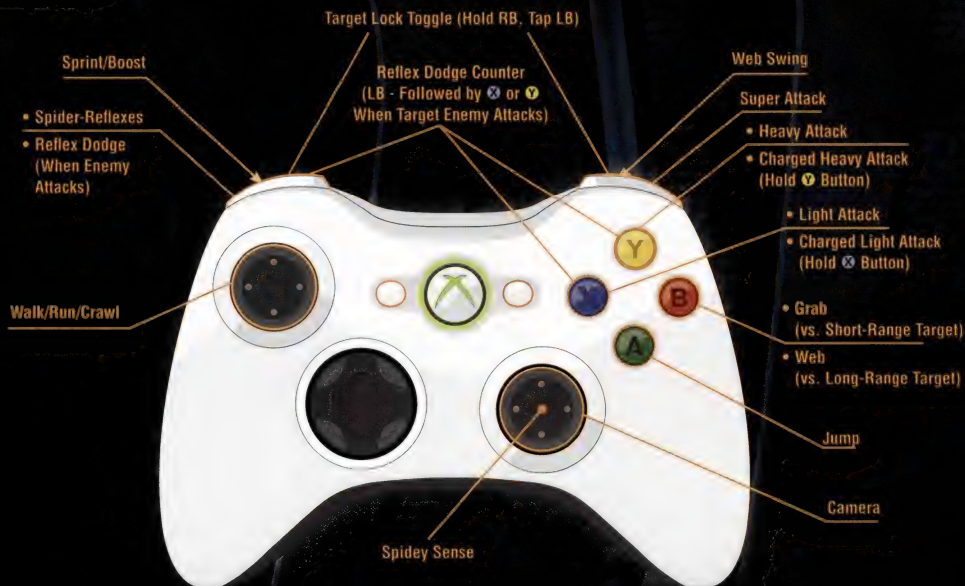 Target Lock Toggle (Hold RB, Tap LB)
Sprint/Boost
• Spider-Reflexes
• Reflex Dodge
(When Enemy
Attacks)
Reflex Dodge Counter
(LB - Followed by X or Y
When Target Enemy Attacks)
Web Swing
Super Attack
• Heavy Attack
• Charged Heavy Attack
(Hold Y Button)
• Light Attack
• Charged Light Attack
(Hold X Button)
Walk/Run/Crawl
Y
X
B
A
• Grab
(vs. Short-Range Target)
• Web
(vs. Long-Range Target)
Jump
Camera
Spidey Sense